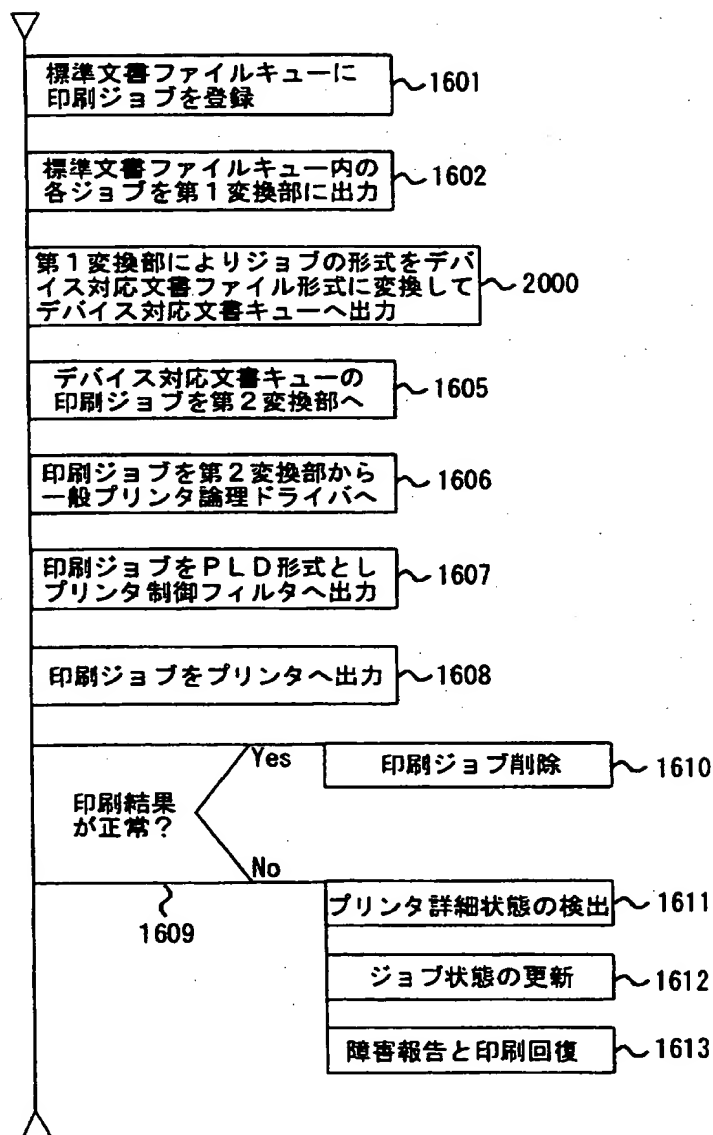 標準文書ファイルキューに
印刷ジョブを登録
1601
標準文書ファイルキュー内の
各ジョブを第1変換部に出力
1602
第1変換部によりジョブの形式をデバ
イス対応文書ファイル形式に変換して
デバイス対応文書キューへ出力
2000
デバイス対応文書キューの
印刷ジョブを第2変換部へ
1605
印刷ジョブを第2変換部から
一般プリンタ論理ドライバへ
1606
印刷ジョブをPLD形式とし
プリンタ制御フィルタへ出力
1607
印刷ジョブをプリンタへ出力
1608
印刷結果
が正常?
1609
Yes
印刷ジョブ削除
1610
No
プリンタ詳細状態の検出
1611
ジョブ状態の更新
1612
障害報告と印刷回復
1613